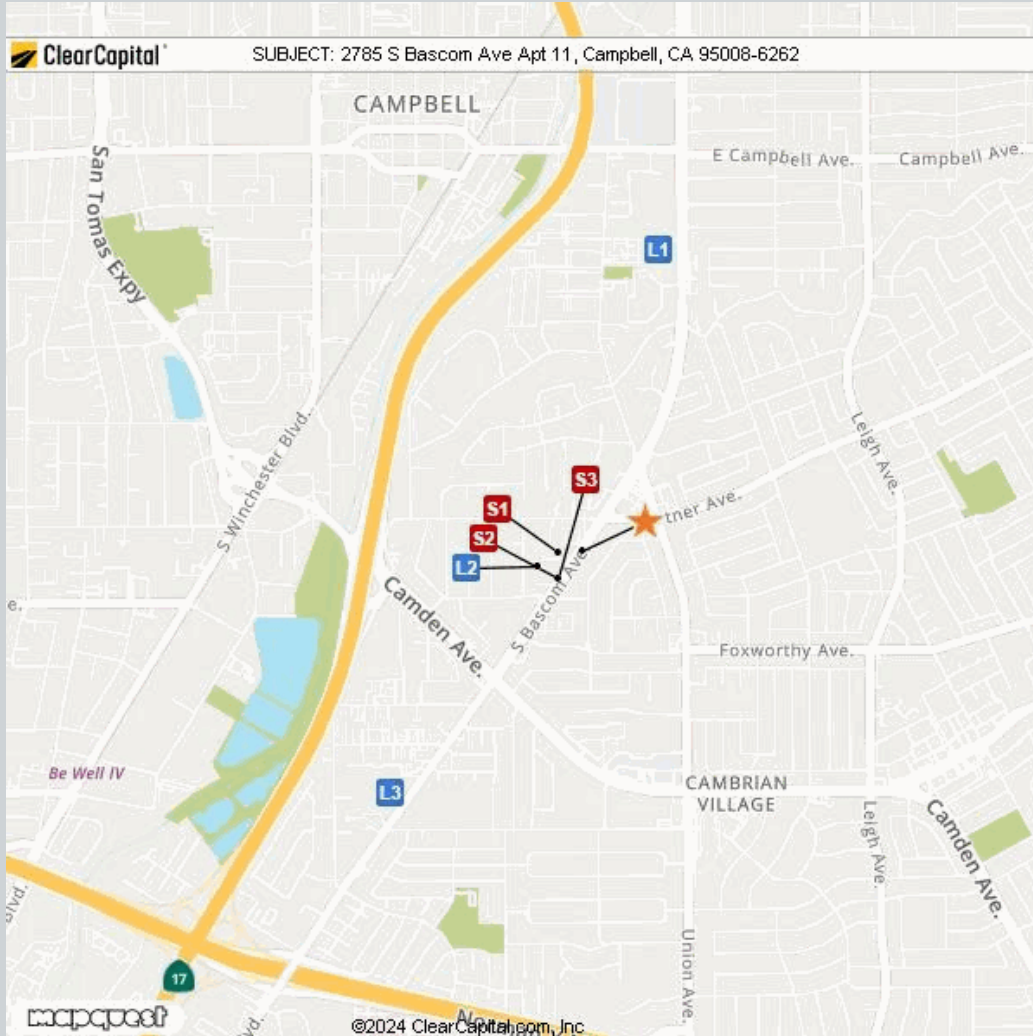 ClearCapital
SUBJECT: 2785 S Bascom Ave Apt 11, Campbell, CA 95008-6262
CAMPBELL
E Campbell Ave.
Campbell Ave.
San Tomas Expy
L1
S Winchester Blvd.
Leigh Ave.
S3
S1
tner Ave.
S2
L2
S Bascom Ave
Camden Ave.
e.
Foxworthy Ave.
Be Well IV
L3
CAMBRIAN
VILLAGE
Leigh Ave.
Camden Ave.
Blvd.
Union Ave.
17
mapquest
vd.
©2024 ClearCapital.com, Inc